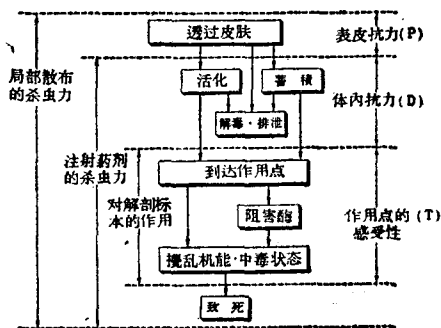 透过皮肤
表皮抗力(P)
局部散布
的杀虫力
活化
蓄积
体内抗力(D)
解毒·排泄
注射药剂
的杀虫力
到达作用点
对解剖标
本的作用
阻害酶
作用点的(T)
感受性
搅乱机能·中毒状态
致死